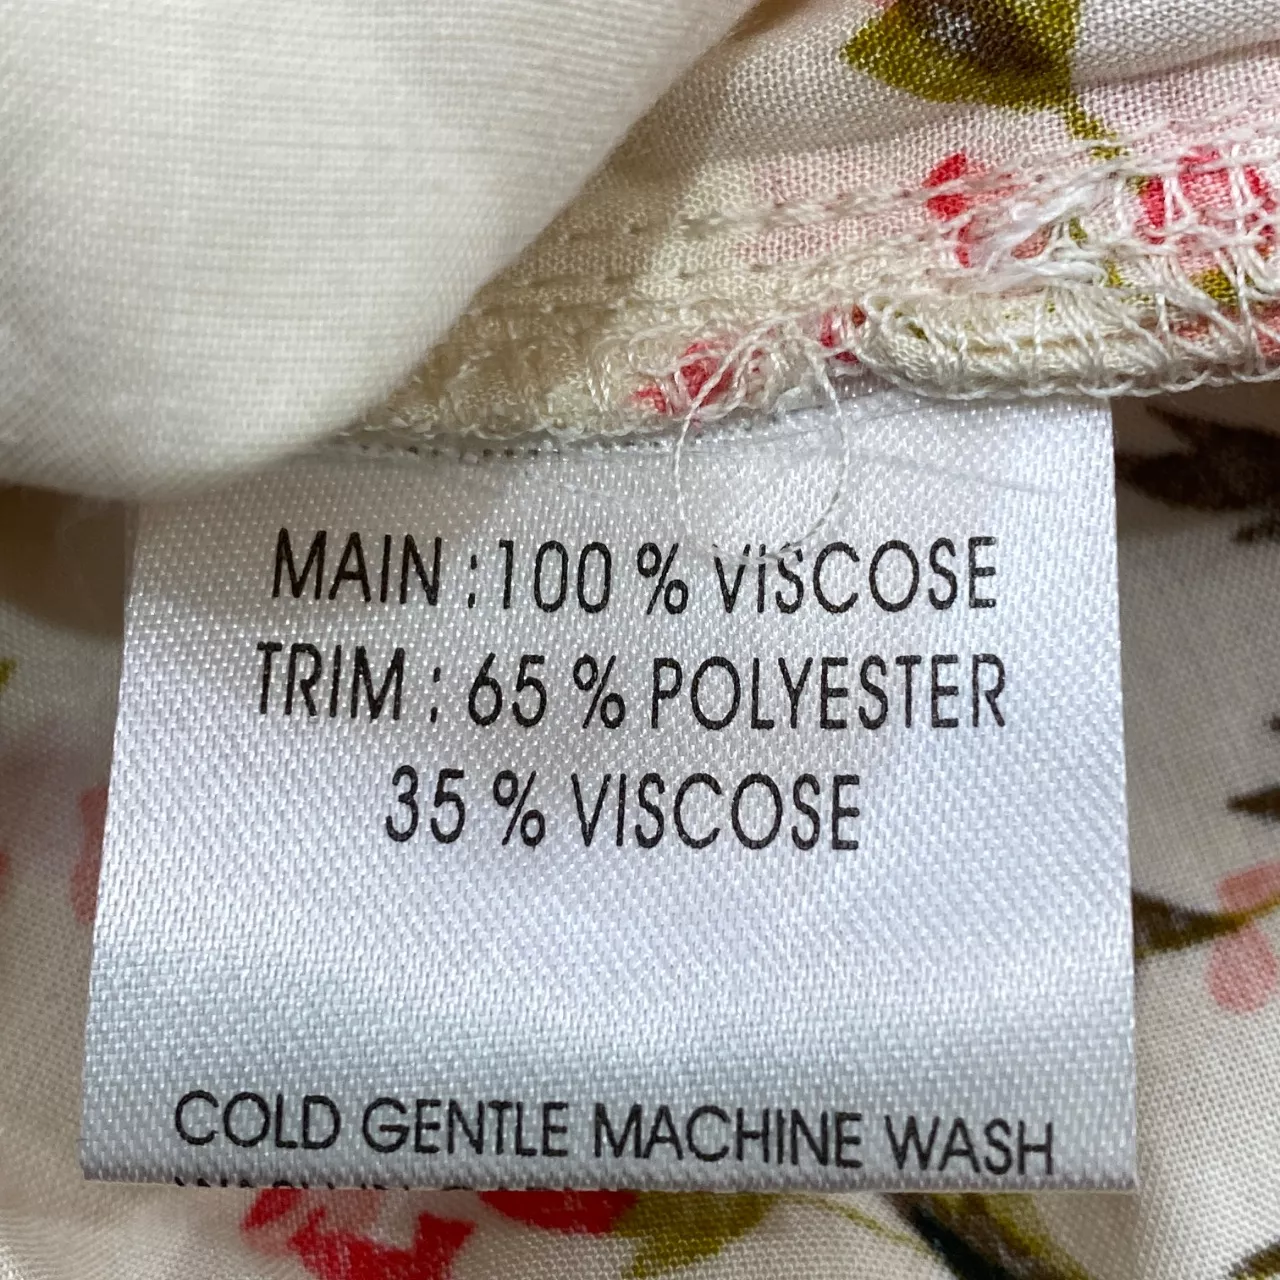 MAIN : 100 % VISCOSE
TRIM : 65 % POLYESTER
35 % VISCOSE
COLD GENTLE MACHINE WASH